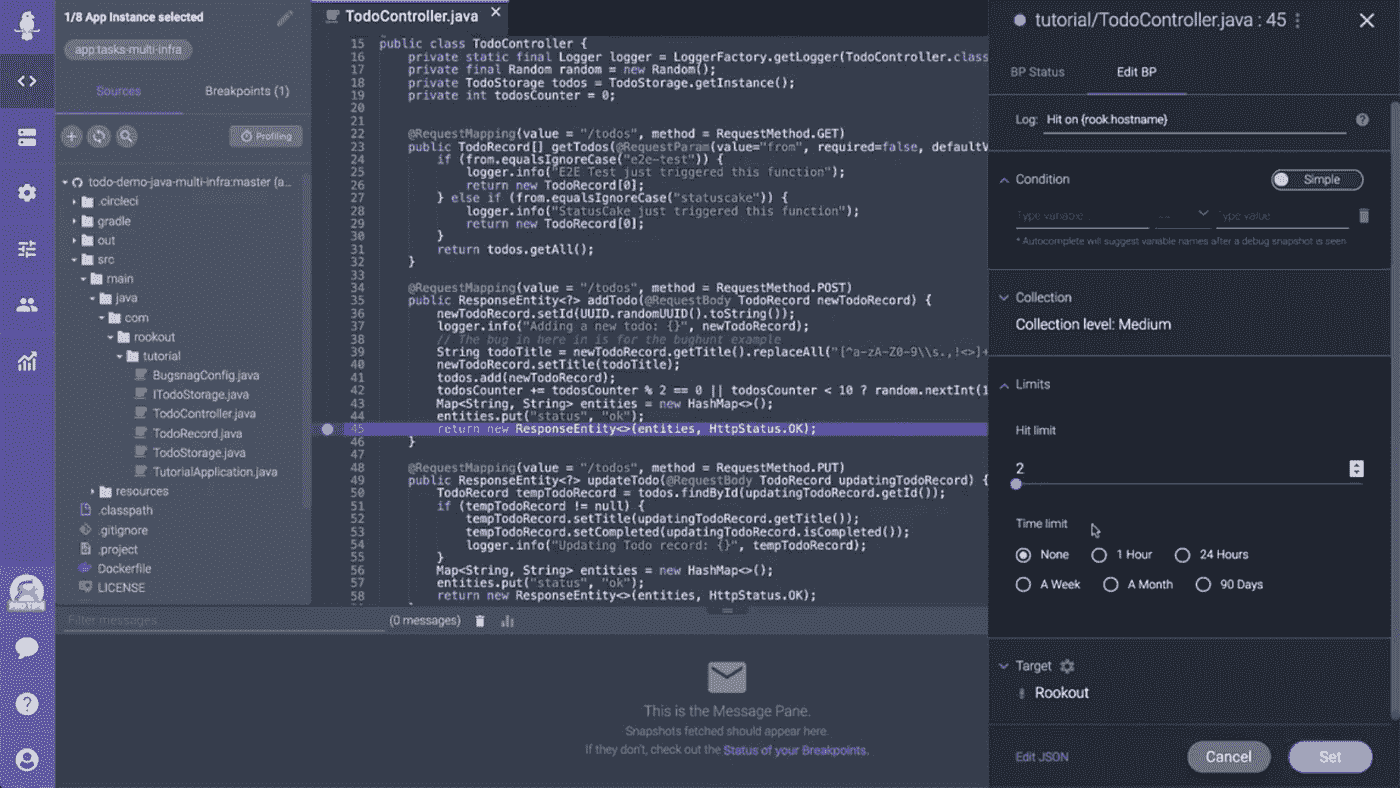 1/8 App Instance selected
app:tasks-multi-infra
Sources
Breakpoints (1)
Profiling
todo-demo-java-multi-infra:master (a...
.circleci
gradle
out
src
main
java
com
rookout
tutorial
BugsnagConfig.java
ITodoStorage.java
TodoController.java
TodoRecord.java
TodoStorage.java
TutorialApplication.java
resources
.classpath
.gitignore
.project
Dockerfile
LICENSE
PRO TIPS
TodoController.java
15 public class TodoController {
16 private static final Logger logger = LoggerFactory.getLogger(TodoController.class
17 private final Random random = new Random();
18 private TodoStorage todos = TodoStorage.getInstance();
19 private int todosCounter = 0;
20
21
22 @RequestMapping(value = "/todos", method = RequestMethod.GET)
23 public TodoRecord[] getTodos(@RequestParam(value="from", required=false, defaultV
24 if (from.equalsIgnoreCase("e2e-test")) {
25 logger.info("E2E Test just triggered this function");
26 return new TodoRecord[0];
27 } else if (from.equalsIgnoreCase("statuscake")) {
28 logger.info("StatusCake just triggered this function");
29 return new TodoRecord[0];
30 }
31 return todos.getAll();
32 }
33
34 @RequestMapping(value = "/todos", method = RequestMethod.POST)
35 public ResponseEntity<?> addTodo(@RequestBody TodoRecord newTodoRecord) {
36 newTodoRecord.setId(UUID.randomUUID().toString());
37 logger.info("Adding a new todo: {}", newTodoRecord);
38 // The bug in here in is for the bughunt example
39 String todoTitle = newTodoRecord.getTitle().replaceAll("[^a-zA-Z0-9\\s.,!<>]+
40 newTodoRecord.setTitle(todoTitle);
41 todos.add(newTodoRecord);
42 todosCounter += todosCounter % 2 == 0 || todosCounter < 10 ? random.nextInt(1
43 Map<String, String> entities = new HashMap<>();
44 entities.put("status", "ok");
45 return new ResponseEntity<>(entities, HttpStatus.OK);
46 }
47
48 @RequestMapping(value = "/todos", method = RequestMethod.PUT)
49 public ResponseEntity<?> updateTodo(@RequestBody TodoRecord updatingTodoRecord) {
50 TodoRecord tempTodoRecord = todos.findById(updatingTodoRecord.getId());
51 if (tempTodoRecord != null) {
52 tempTodoRecord.setTitle(updatingTodoRecord.getTitle());
53 tempTodoRecord.setCompleted(updatingTodoRecord.isCompleted());
54 logger.info("Updating Todo record: {}", tempTodoRecord);
55 }
56 Map<String, String> entities = new HashMap<>();
57 entities.put("status", "ok");
58 return new ResponseEntity<>(entities, HttpStatus.OK);
Filter messages
(0 messages)
This is the Message Pane.
Snapshots fetched should appear here.
If they don't, check out the Status of your Breakpoints.
tutorial/TodoController.java : 45
BP Status
Edit BP
Log: Hit on {rook.hostname}
Condition
Simple
Type variable
==
Type value
* Autocomplete will suggest variable names after a debug snapshot is seen
Collection
Collection level: Medium
Limits
Hit limit
2
Time limit
None 1 Hour 24 Hours
A Week A Month 90 Days
Target
Rookout
Edit JSON
Cancel
Set